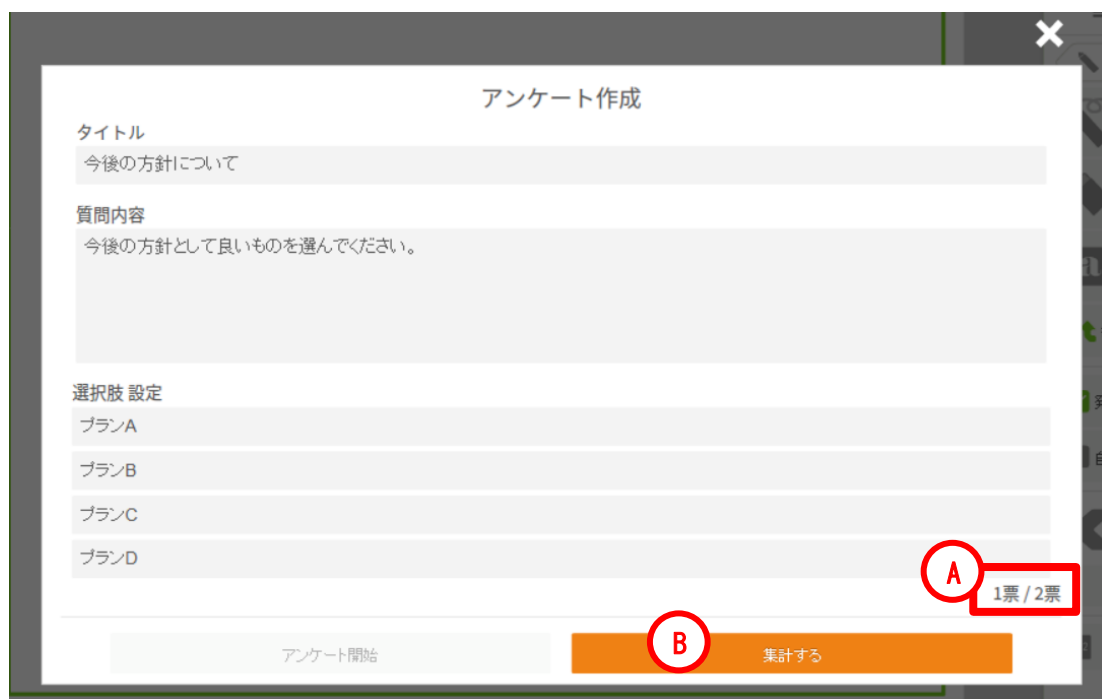 アンケート作成
タイトル
今後の方針について
質問内容
今後の方針として良いものを選んでください。
選択肢 設定
プランA
プランB
プランC
プランD
A
1票 / 2票
アンケート開始
B
集計する